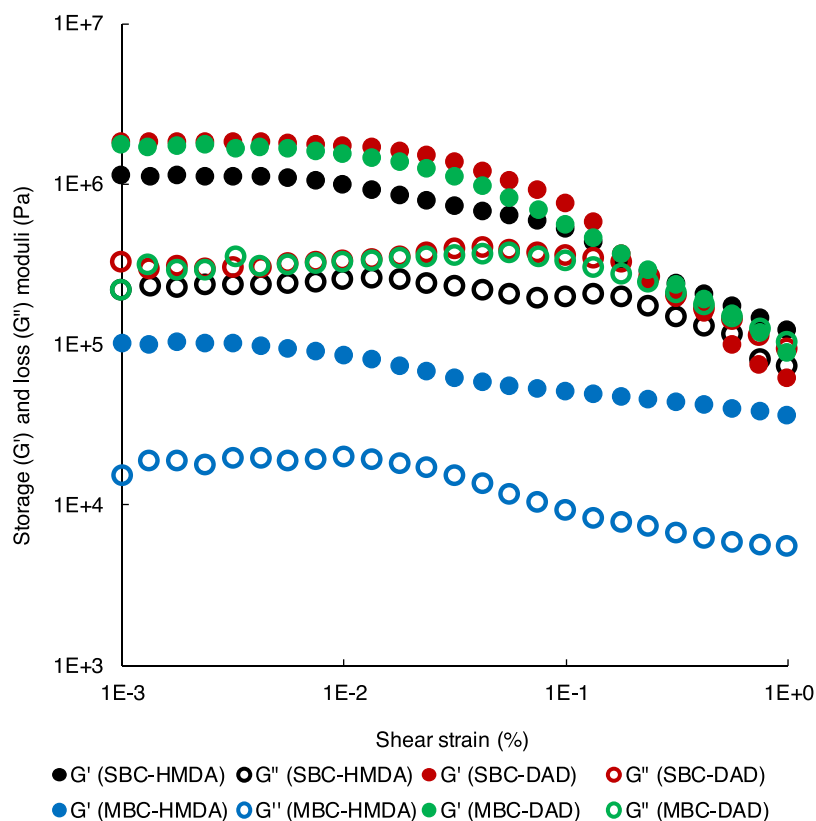 1E+7
1E+6
1E+5
1E+4
1E+3
Storage (G') and loss (G") moduli (Pa)
1E-3 1E-2 1E-1 1E+0
Shear strain (%)
G' (SBC-HMDA) G" (SBC-HMDA) G' (SBC-DAD) G" (SBC-DAD)
G' (MBC-HMDA) G'' (MBC-HMDA) G' (MBC-DAD) G" (MBC-DAD)